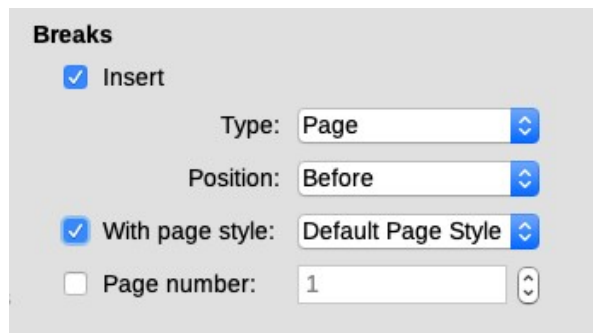 Breaks
Insert
Type: Page
Position: Before
With page style: Default Page Style
Page number: 1